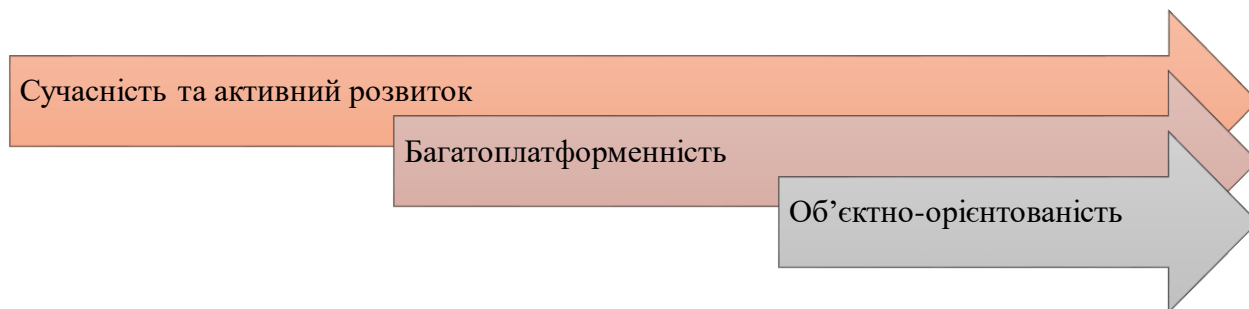 Сучасність та активний розвиток
Багатоплатформенність
Об’єктно-орієнтованість